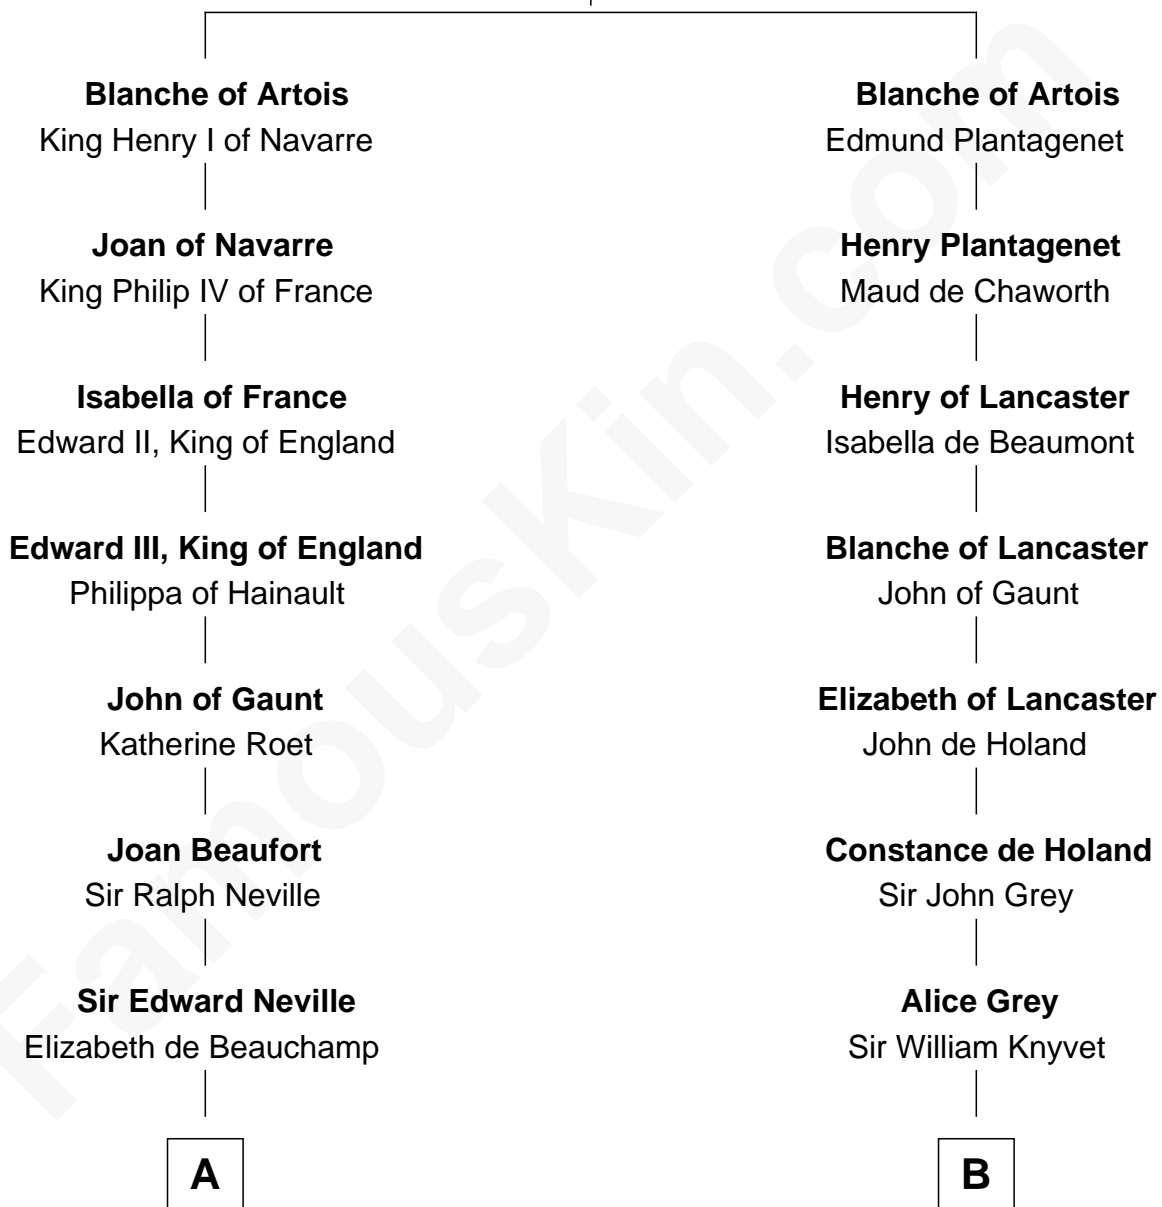 Blanche of Artois
King Henry I of Navarre
Joan of Navarre
King Philip IV of France
Isabella of France
Edward II, King of England
Edward III, King of England
Philippa of Hainault
John of Gaunt
Katherine Roet
Joan Beaufort
Sir Ralph Neville
Sir Edward Neville
Elizabeth de Beauchamp
A
Blanche of Artois
Edmund Plantagenet
Henry Plantagenet
Maud de Chaworth
Henry of Lancaster
Isabella de Beaumont
Blanche of Lancaster
John of Gaunt
Elizabeth of Lancaster
John de Holand
Constance de Holand
Sir John Grey
Alice Grey
Sir William Knyvet
B
FamousKin.com